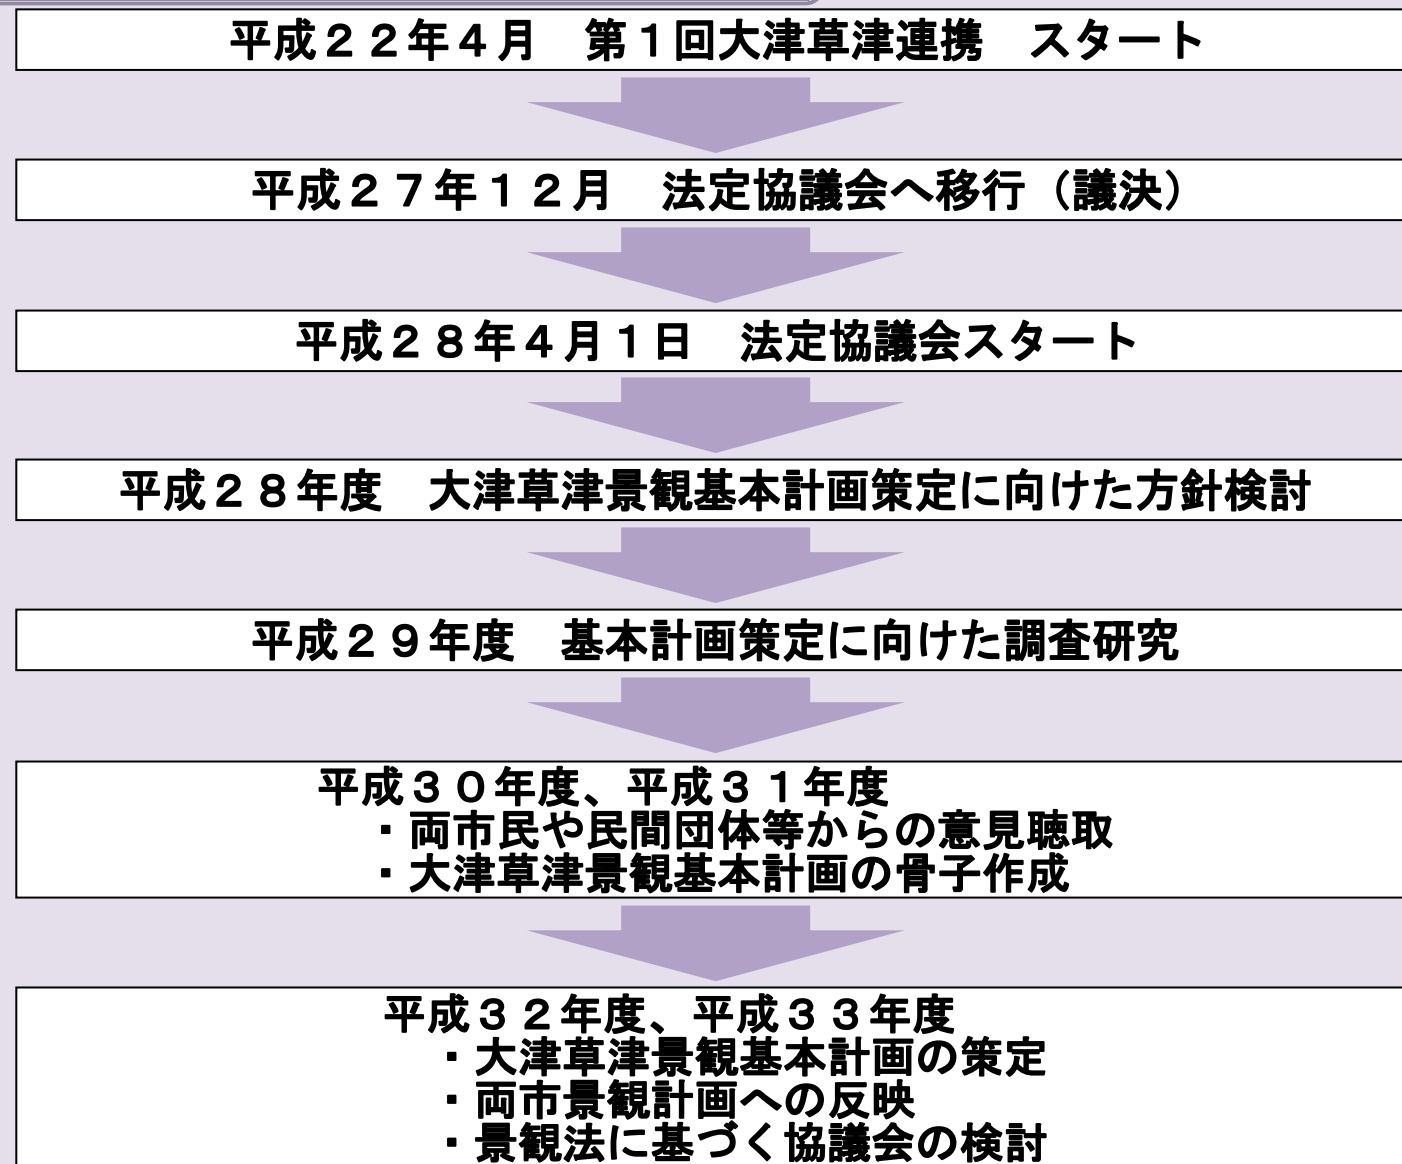 平成２２年４月　第１回大津草津連携　スタート
平成２７年１２月　法定協議会へ移行（議決）
平成２８年４月１日　法定協議会スタート
平成２８年度　大津草津景観基本計画策定に向けた方針検討
平成２９年度　基本計画策定に向けた調査研究
平成３０年度、平成３１年度
・両市民や民間団体等からの意見聴取
・大津草津景観基本計画の骨子作成
平成３２年度、平成３３年度
・大津草津景観基本計画の策定
・両市景観計画への反映
・景観法に基づく協議会の検討